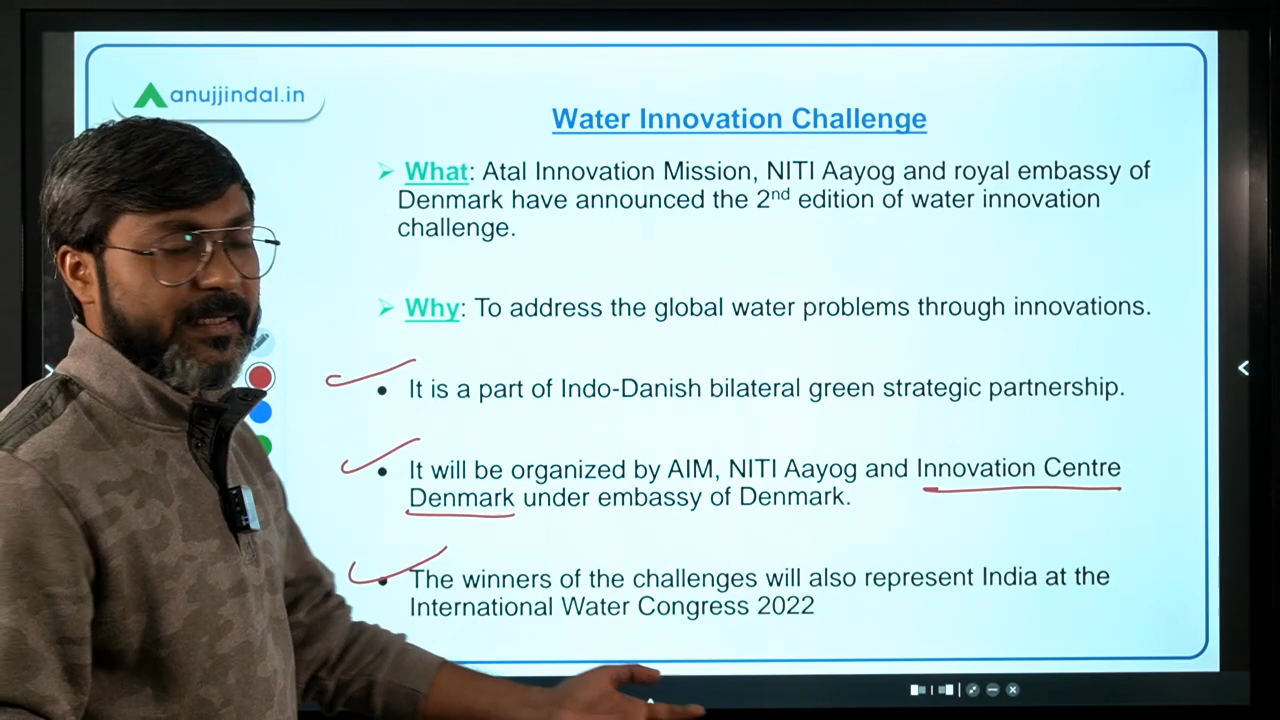 anujjindal.in
Water Innovation Challenge
What: Atal Innovation Mission, NITI Aayog and royal embassy of
Denmark have announced the 2nd edition of water innovation
challenge.
Why: To address the global water problems through innovations.
It is a part of Indo-Danish bilateral green strategic partnership.
It will be organized by AIM, NITI Aayog and Innovation Centre
Denmark under embassy of Denmark.
The winners of the challenges will also represent India at the
International Water Congress 2022